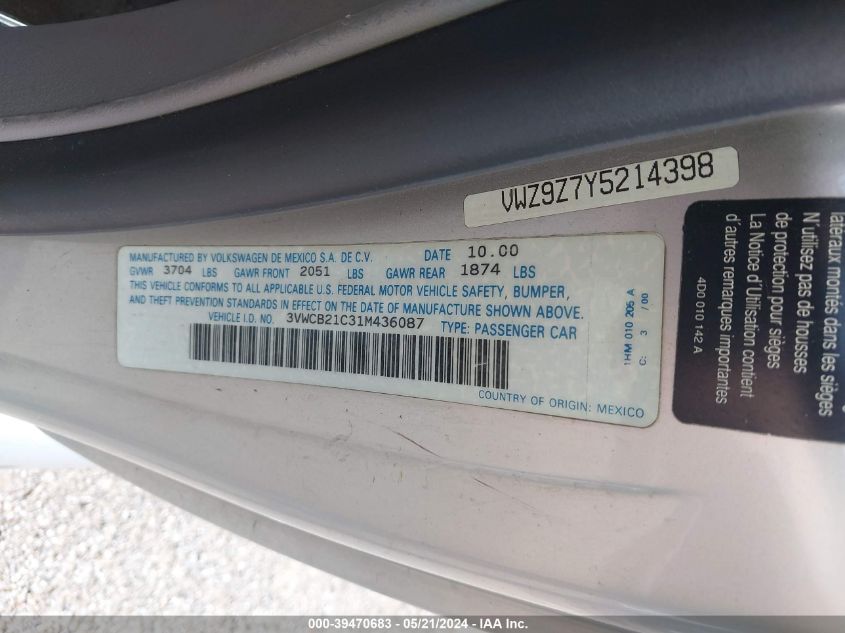 VWZ9Z7Y5214398
MANUFACTURED BY VOLKSWAGEN DE MEXICO S.A. DE C.V. DATE 10.00
GVWR 3704 LBS GAWR FRONT 2051 LBS GAWR REAR 1874 LBS
THIS VEHICLE CONFORMS TO ALL APPLICABLE U.S. FEDERAL MOTOR VEHICLE SAFETY, BUMPER,
AND THEFT PREVENTION STANDARDS IN EFFECT ON THE DATE OF MANUFACTURE SHOWN ABOVE.
VEHICLE I.D. NO. 3VWCB21C31M436087 TYPE: PASSENGER CAR
COUNTRY OF ORIGIN: MEXICO
1HM 010 205 A
C: 3 / 00
latéraux montés dans les sièges
N'utilisez pas de housses
de protection pour sièges
La Notice d'Utilisation contient
d'autres remarques importantes
4D0 010 142 A
000-39470683 - 05/21/2024 - IAA Inc.